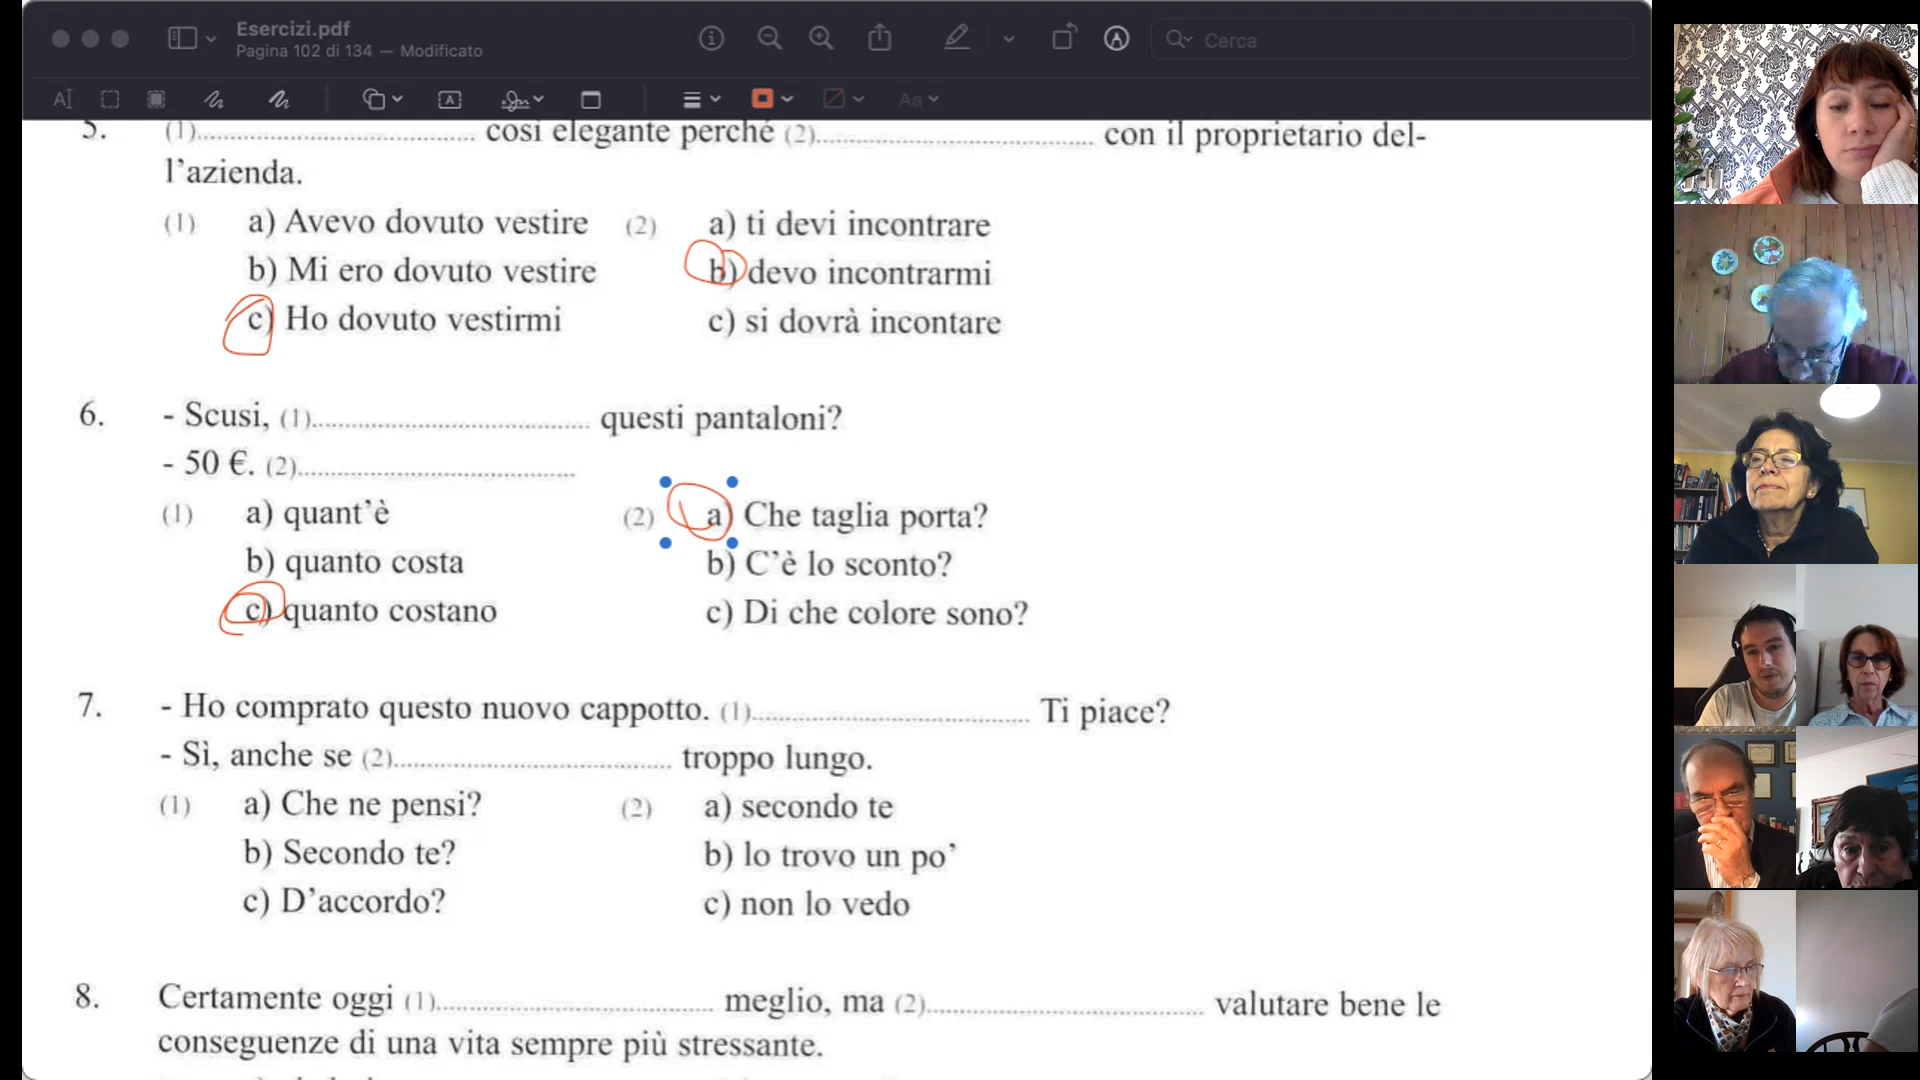 Esercizi.pdf
Pagina 102 di 134 — Modificato
Cerca
5. (1)............ così elegante perché (2)............ con il proprietario del-
l’azienda.
(1) a) Avevo dovuto vestire (2) a) ti devi incontrare
b) Mi ero dovuto vestire b) devo incontrarmi
c) Ho dovuto vestirmi c) si dovrà incontare
6. - Scusi, (1)............ questi pantaloni?
- 50 €. (2)............
(1) a) quant’è (2) a) Che taglia porta?
b) quanto costa b) C’è lo sconto?
c) quanto costano c) Di che colore sono?
7. - Ho comprato questo nuovo cappotto. (1)............ Ti piace?
- Sì, anche se (2)............ troppo lungo.
(1) a) Che ne pensi? (2) a) secondo te
b) Secondo te? b) lo trovo un po’
c) D’accordo? c) non lo vedo
8. Certamente oggi (1)............ meglio, ma (2)............ valutare bene le
conseguenze di una vita sempre più stressante.